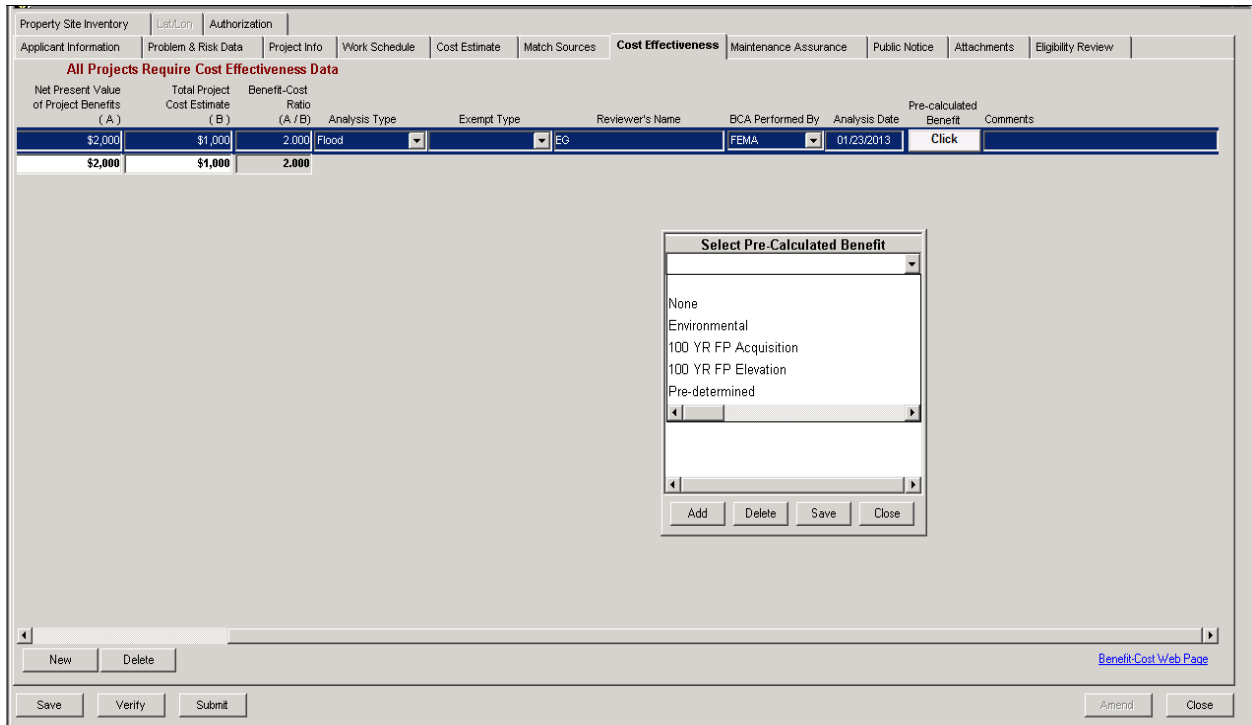 Property Site Inventory Lat/Lon Authorization
Applicant Information Problem & Risk Data Project Info Work Schedule Cost Estimate Match Sources Cost Effectiveness Maintenance Assurance Public Notice Attachments Eligibility Review
All Projects Require Cost Effectiveness Data
Net Present Value Total Project Benefit-Cost
of Project Benefits Cost Estimate Ratio Pre-calculated
( A ) ( B ) (A / B) Analysis Type Exempt Type Reviewer's Name BCA Performed By Analysis Date Benefit Comments
$2,000 $1,000 2.000 Flood EG FEMA 01/23/2013 Click
$2,000 $1,000 2.000
Select Pre-Calculated Benefit
None
Environmental
100 YR FP Acquisition
100 YR FP Elevation
Pre-determined
Add Delete Save Close
New Delete Benefit-Cost Web Page
Save Verify Submit Amend Close